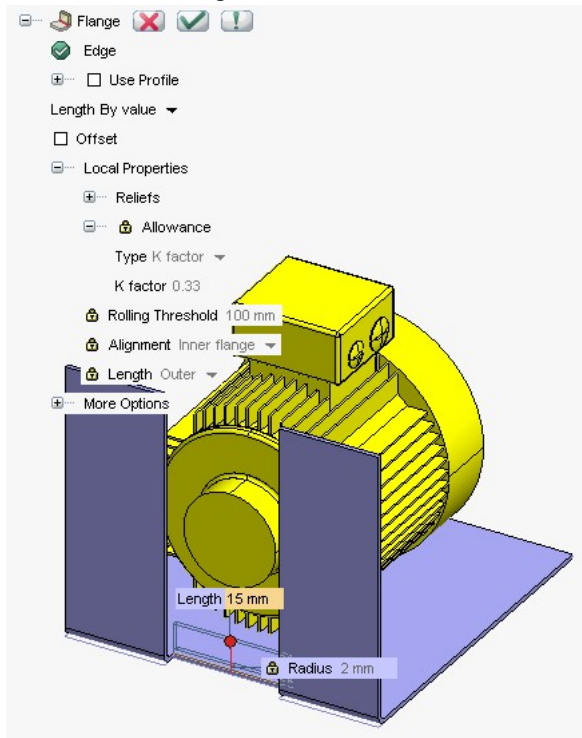 Flange
Edge
Use Profile
Length By value
Offset
Local Properties
Reliefs
Allowance
Type K factor
K factor 0.33
Rolling Threshold 100 mm
Alignment Inner flange
Length Outer
More Options
Length 15 mm
Radius 2 mm